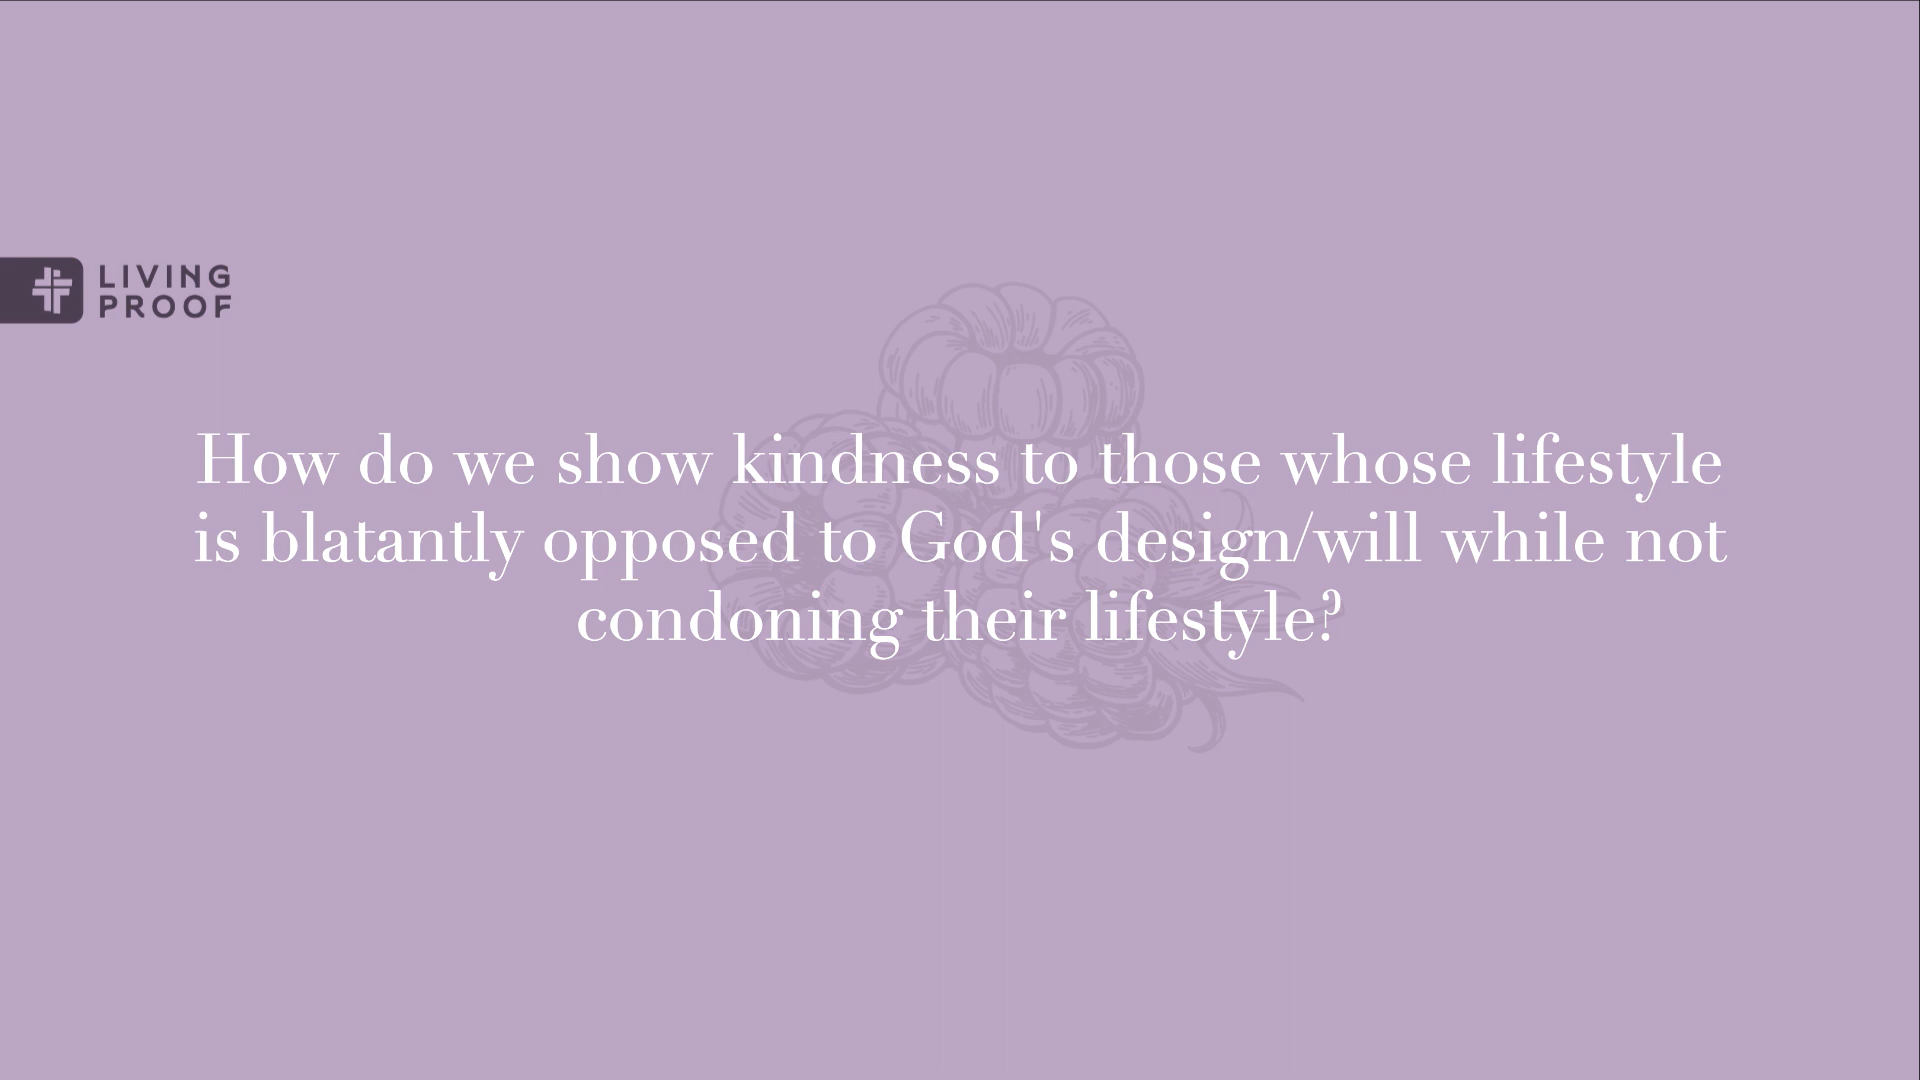 LIVING
PROOF
How do we show kindness to those whose lifestyle
is blatantly opposed to God's design/will while not
condoning their lifestyle?